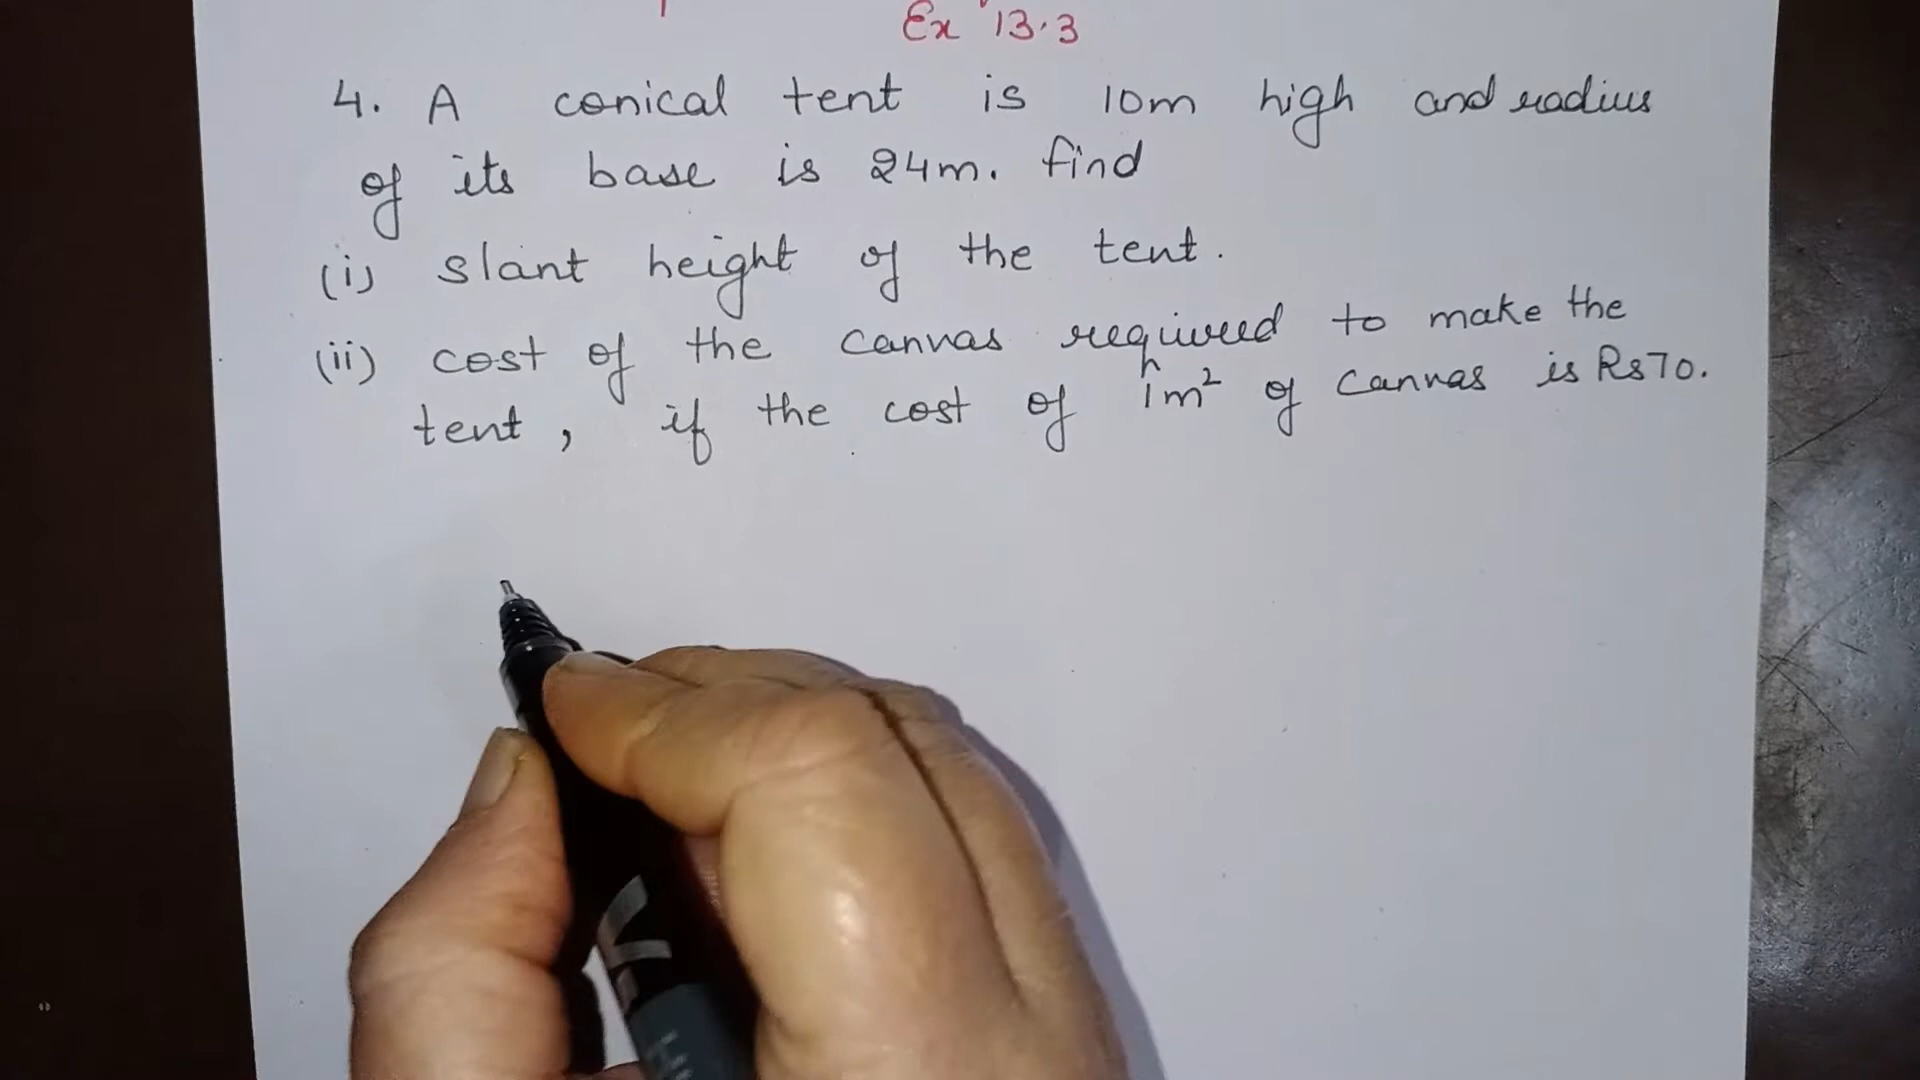 Ex 13.3
4. A conical tent is 10m high and radius
of its base is 24m. find
(i) slant height of the tent.
(ii) cost of the canvas required to make the
tent, if the cost of 1m² of canvas is Rs70.